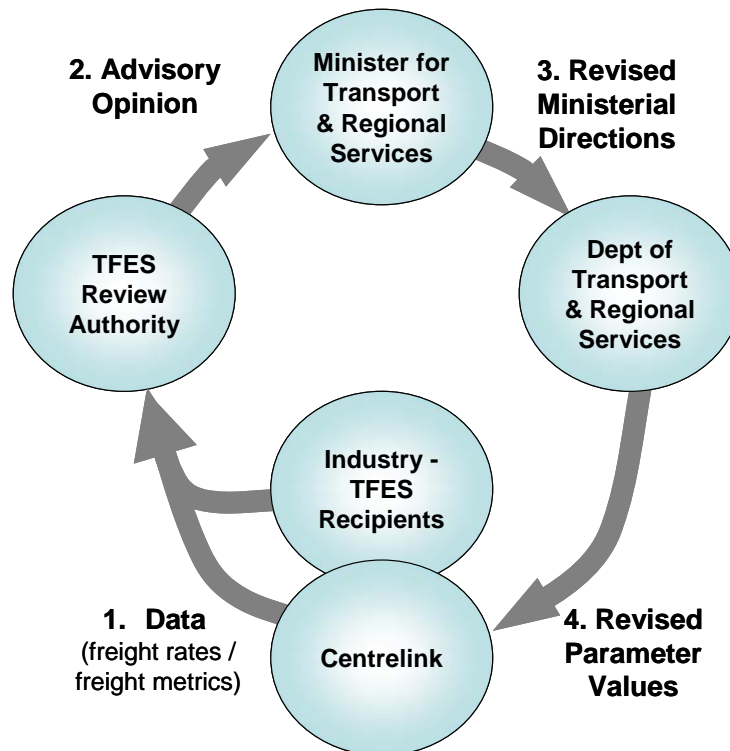 2. Advisory
Opinion
Minister for
Transport
& Regional
Services
3. Revised
Ministerial
Directions
TFES
Review
Authority
Dept of
Transport
& Regional
Services
Industry -
TFES
Recipients
1. Data
(freight rates /
freight metrics)
Centrelink
4. Revised
Parameter
Values